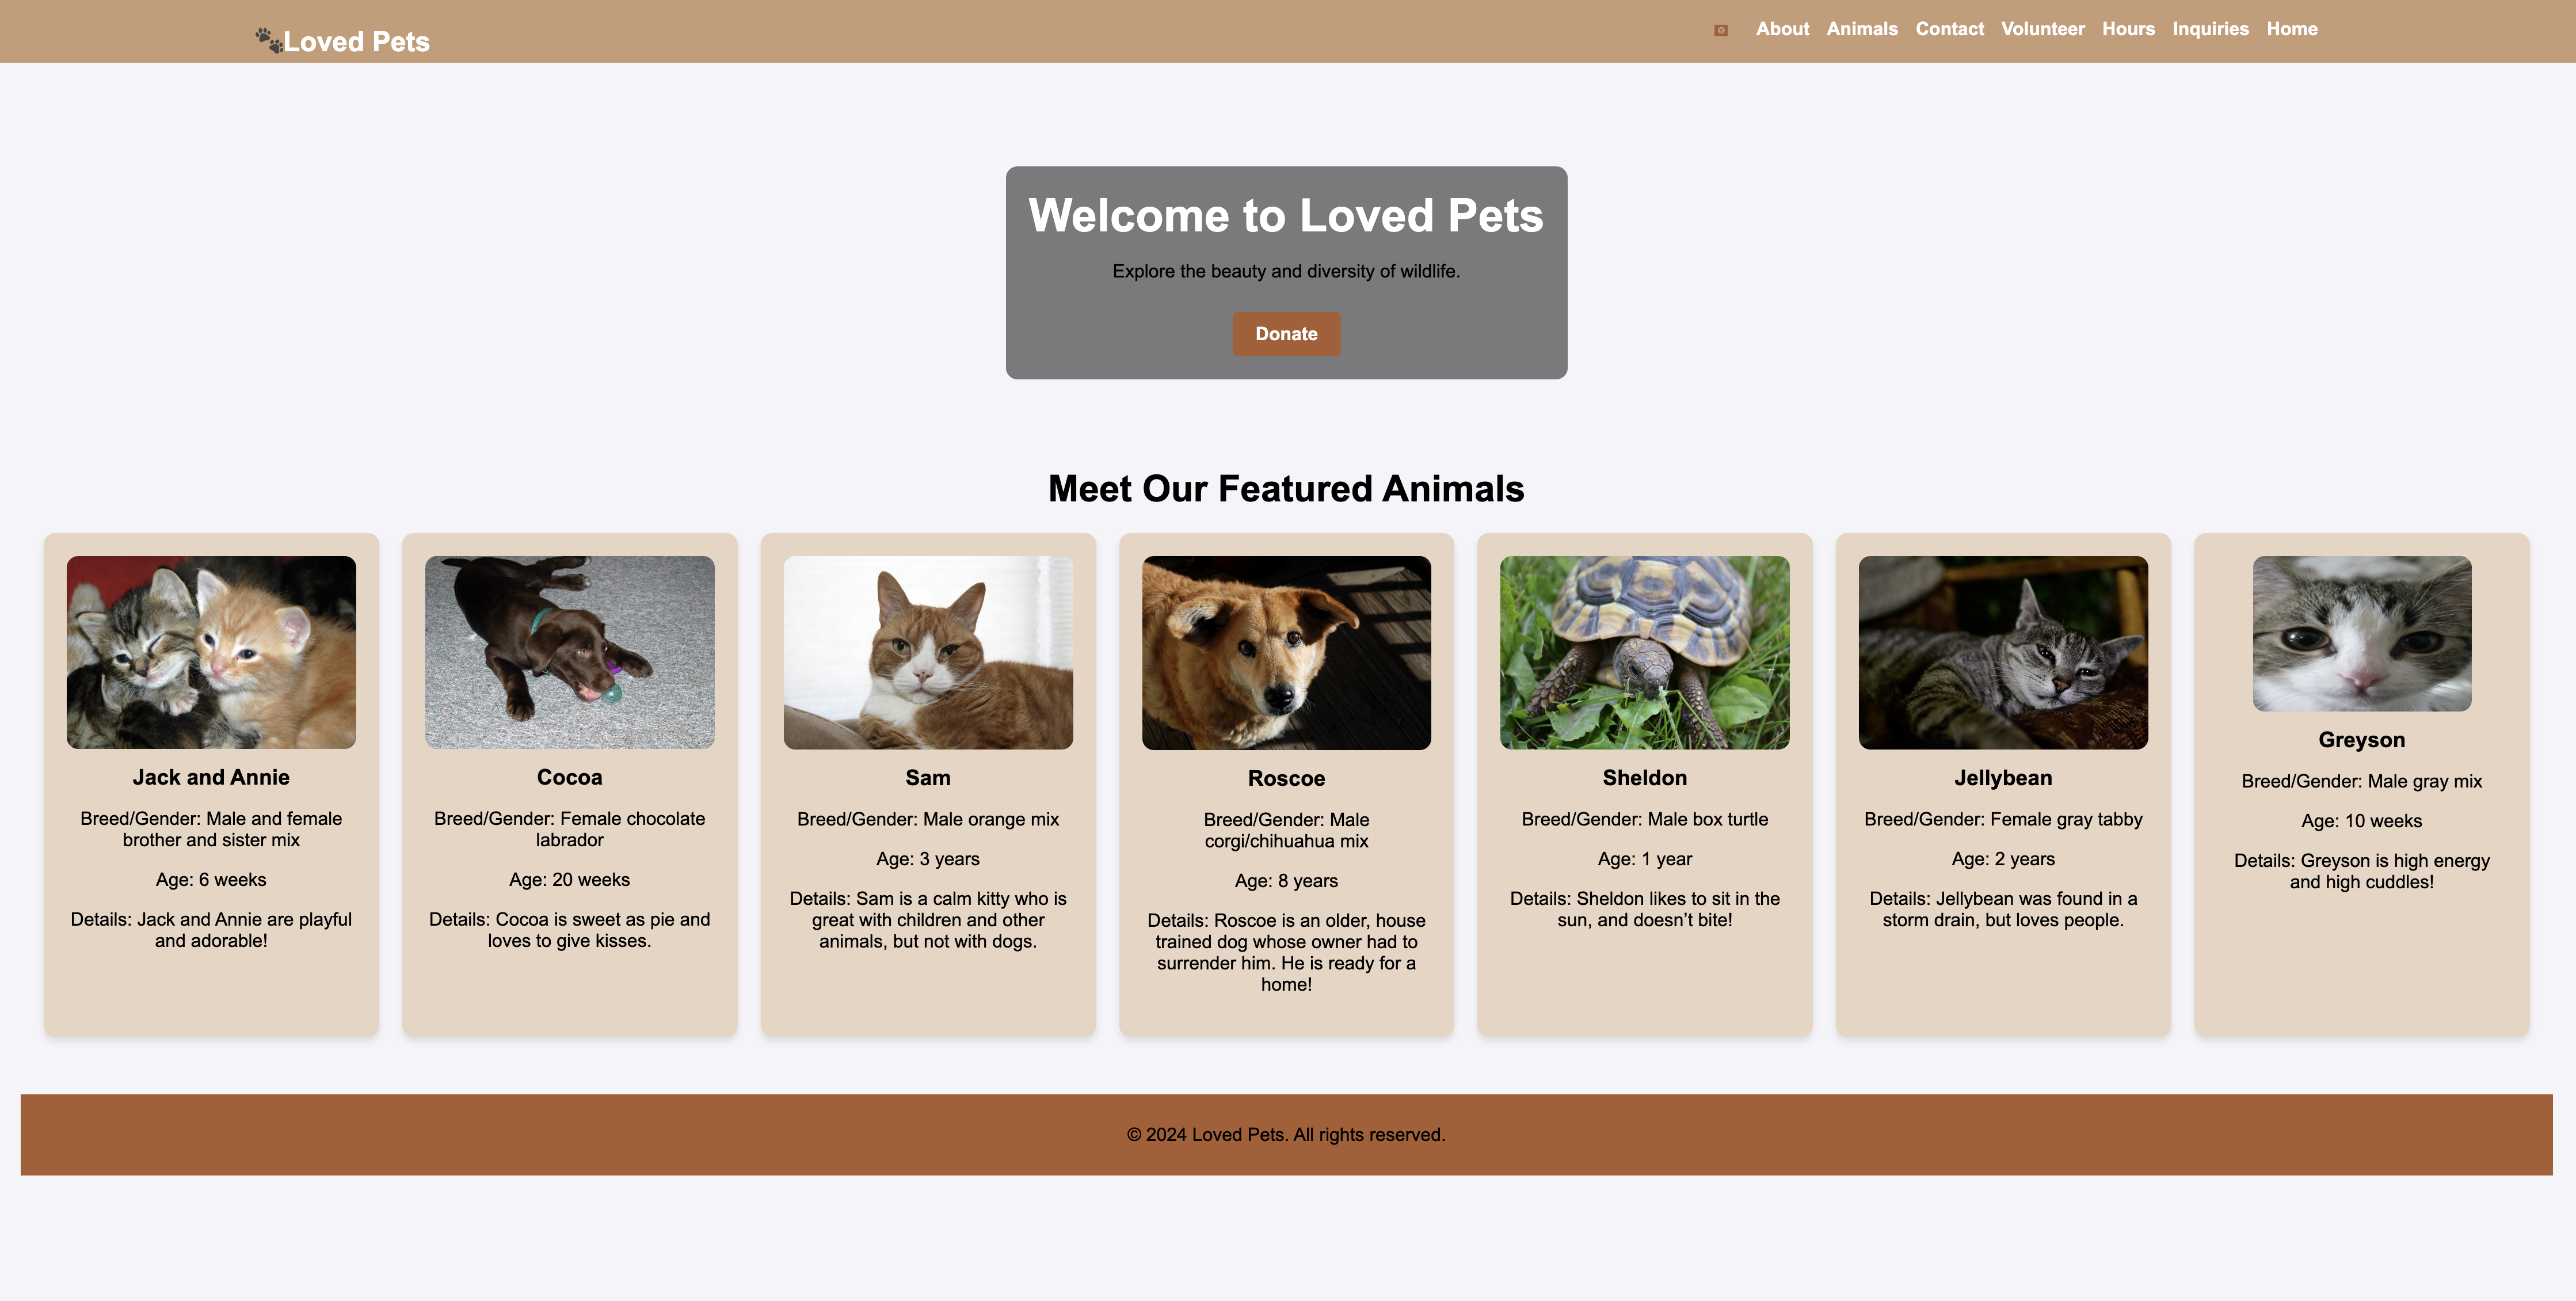 🐾Loved Pets
About Animals Contact Volunteer Hours Inquiries Home
Welcome to Loved Pets
Explore the beauty and diversity of wildlife.
Donate
Meet Our Featured Animals
Jack and Annie
Breed/Gender: Male and female
brother and sister mix
Age: 6 weeks
Details: Jack and Annie are playful
and adorable!
Cocoa
Breed/Gender: Female chocolate
labrador
Age: 20 weeks
Details: Cocoa is sweet as pie and
loves to give kisses.
Sam
Breed/Gender: Male orange mix
Age: 3 years
Details: Sam is a calm kitty who is
great with children and other
animals, but not with dogs.
Roscoe
Breed/Gender: Male
corgi/chihuahua mix
Age: 8 years
Details: Roscoe is an older, house
trained dog whose owner had to
surrender him. He is ready for a
home!
Sheldon
Breed/Gender: Male box turtle
Age: 1 year
Details: Sheldon likes to sit in the
sun, and doesn’t bite!
Jellybean
Breed/Gender: Female gray tabby
Age: 2 years
Details: Jellybean was found in a
storm drain, but loves people.
Greyson
Breed/Gender: Male gray mix
Age: 10 weeks
Details: Greyson is high energy
and high cuddles!
© 2024 Loved Pets. All rights reserved.